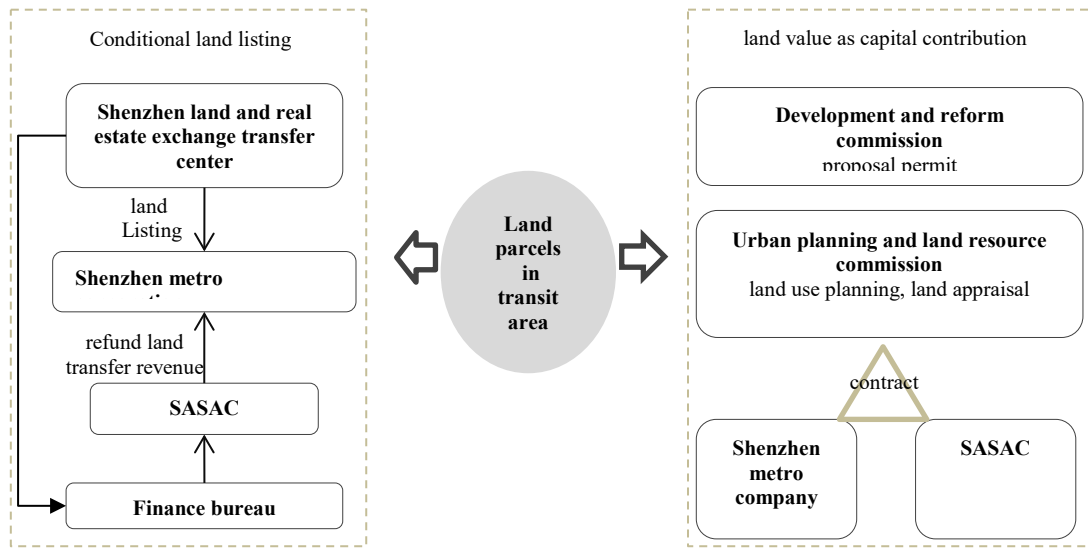 Conditional land listing
Shenzhen land and real
estate exchange transfer
center
land
Listing
Shenzhen metro
refund land
transfer revenue
SASAC
Finance bureau
Land
parcels
in
transit
area
land value as capital contribution
Development and reform
commission
proposal permit
Urban planning and land resource
commission
land use planning, land appraisal
contract
Shenzhen
metro
company
SASAC